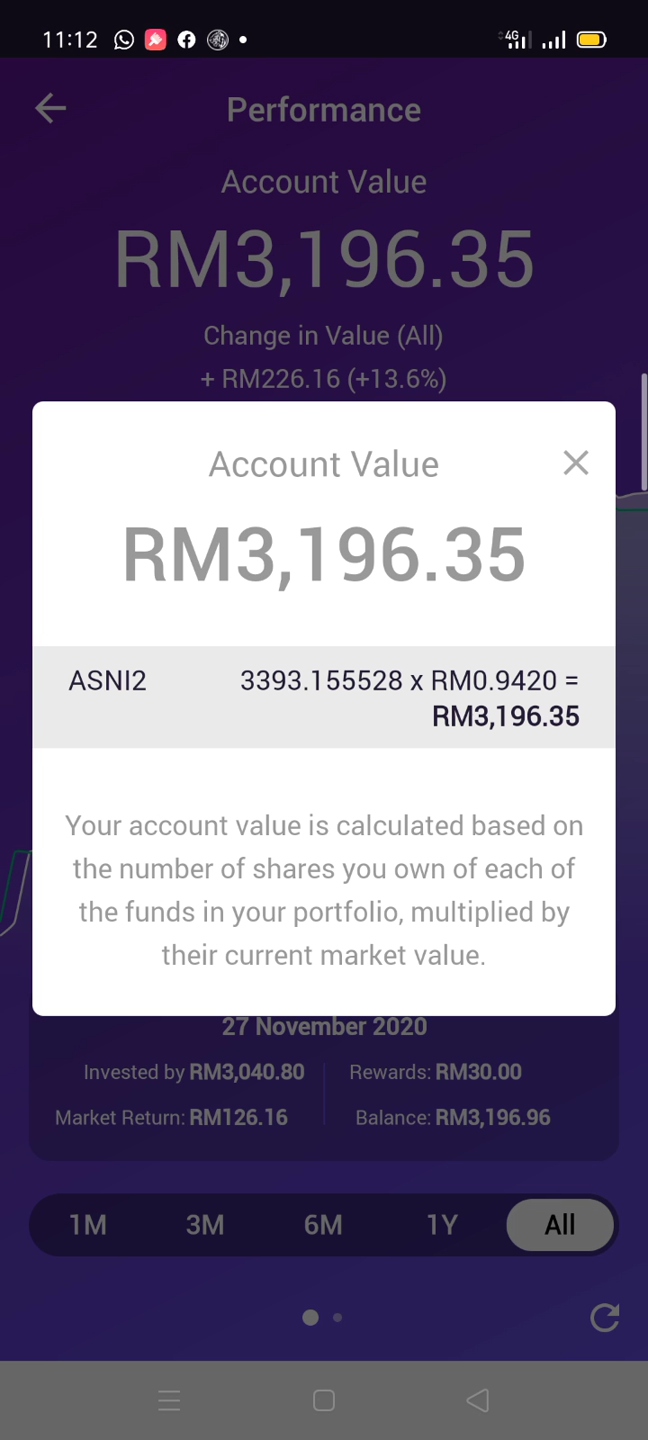 11:12
4G
Performance
Account Value
RM3,196.35
Change in Value (All)
+ RM226.16 (+13.6%)
Account Value
RM3,196.35
ASNI2 3393.155528 x RM0.9420 =
RM3,196.35
Your account value is calculated based on
the number of shares you own of each of
the funds in your portfolio, multiplied by
their current market value.
27 November 2020
Invested by RM3,040.80 Rewards: RM30.00
Market Return: RM126.16 Balance: RM3,196.96
1M 3M 6M 1Y All